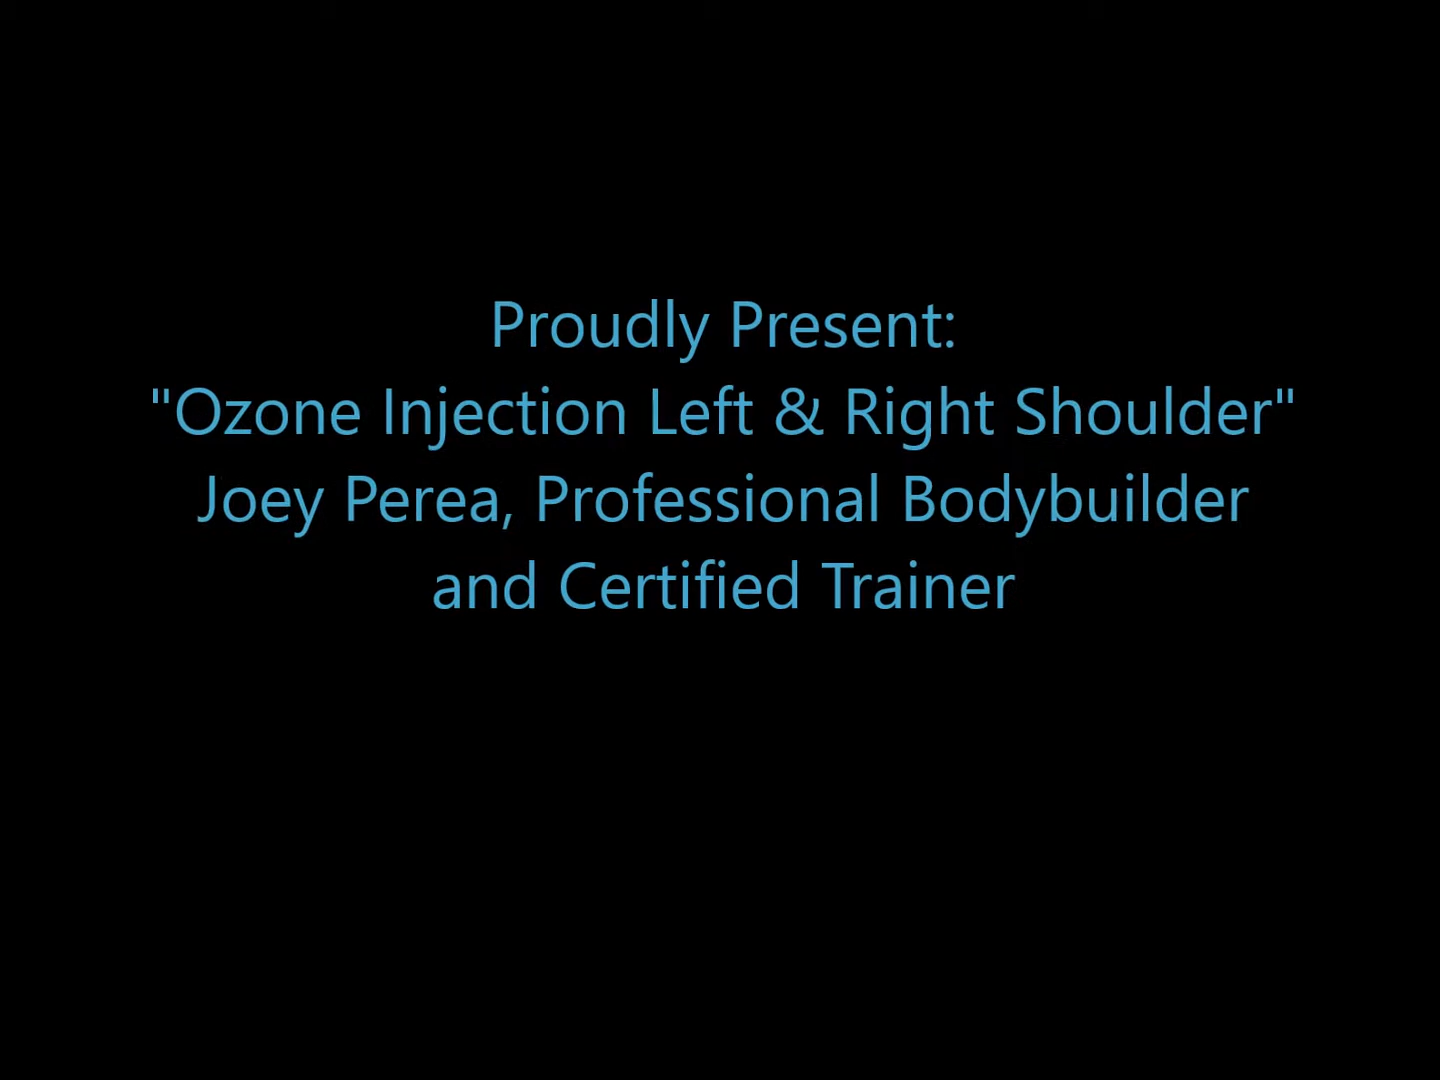 Proudly Present:
"Ozone Injection Left & Right Shoulder"
Joey Perea, Professional Bodybuilder
and Certified Trainer